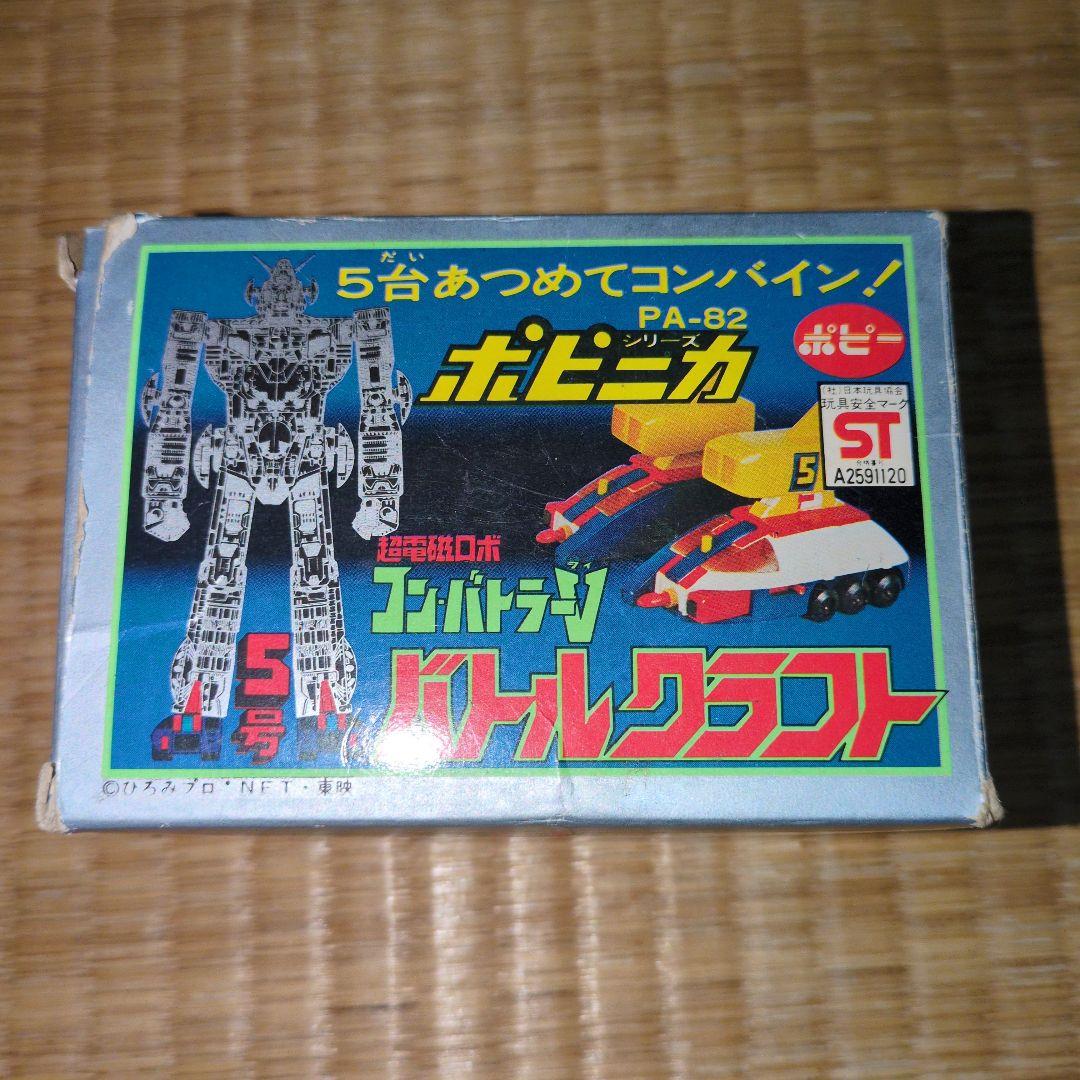 だい
5台あつめてコンバイン!
PA-82
シリーズ
ポピニカ
ポピー
(社)日本玩具協会
玩具安全マーク
ST
A2591120
5
超電磁ロボ
コン・バトラーV
バトルクラフト
5号
©ひろみプロ・NET・東映